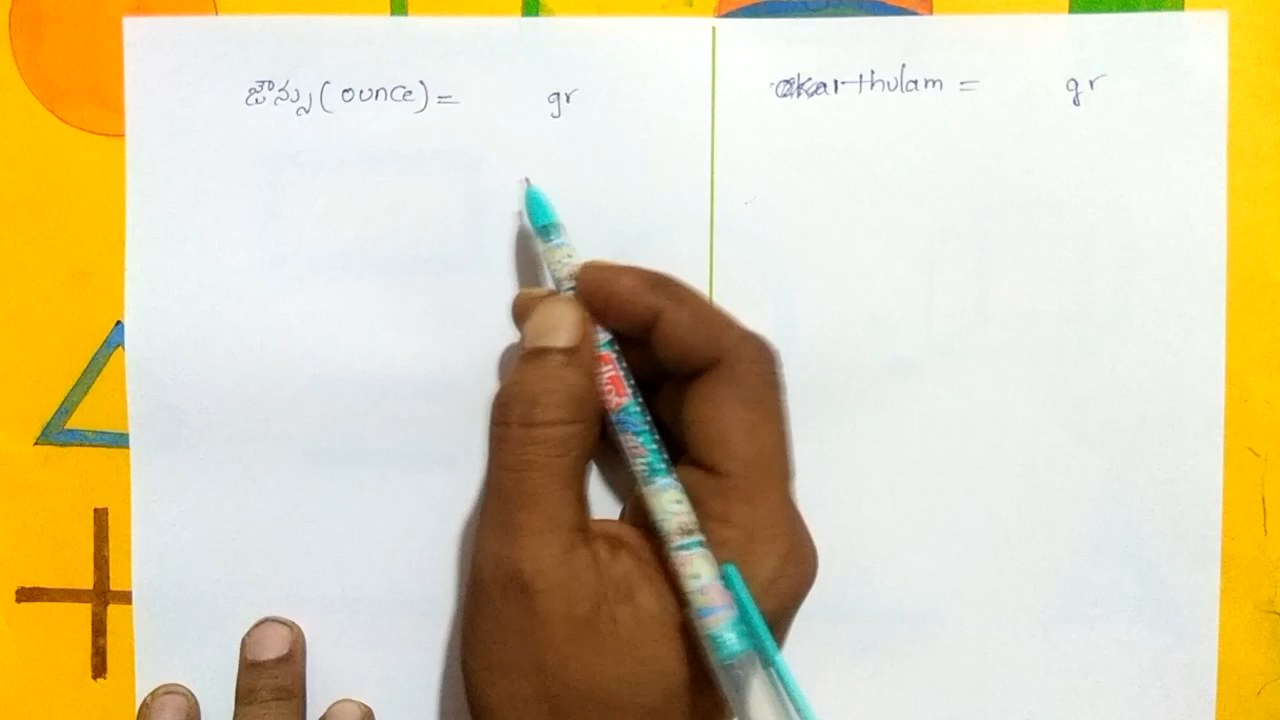 ఔన్సు (ounce) = gr
thulam = gr